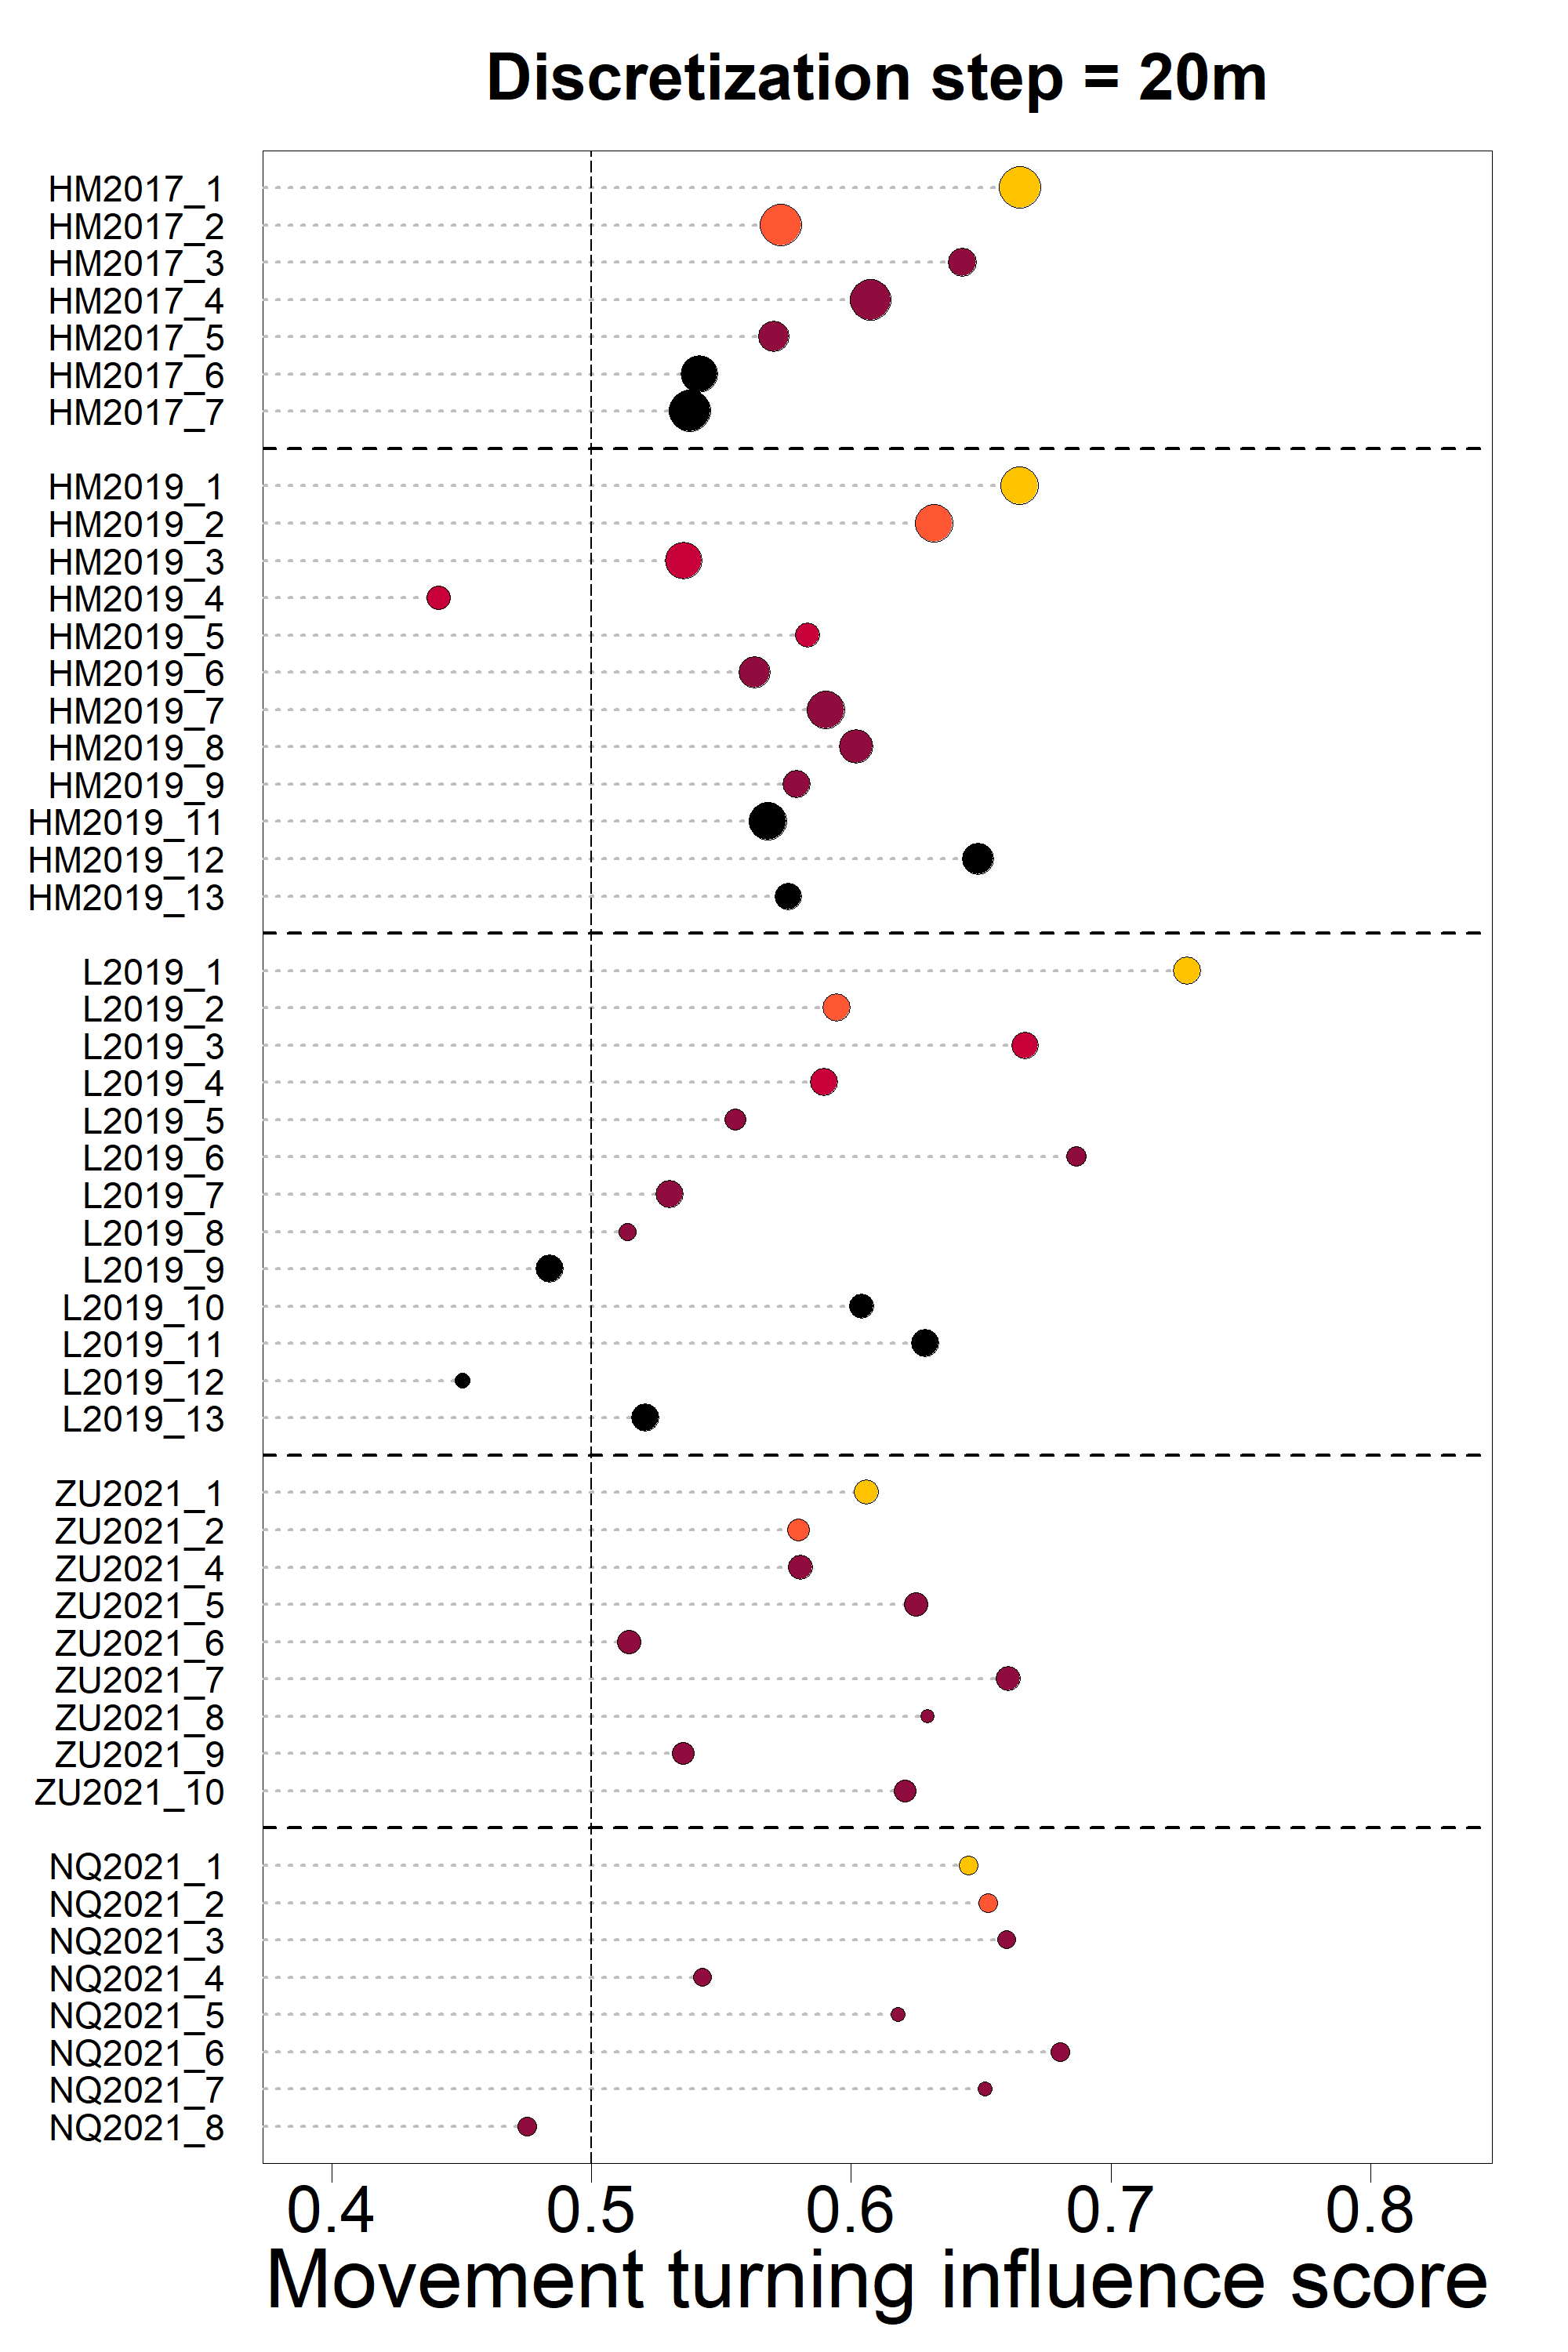 Discretization step = 20m
HM2017_1
HM2017_2
HM2017_3
HM2017_4
HM2017_5
HM2017_6
HM2017_7
HM2019_1
HM2019_2
HM2019_3
HM2019_4
HM2019_5
HM2019_6
HM2019_7
HM2019_8
HM2019_9
HM2019_11
HM2019_12
HM2019_13
L2019_1
L2019_2
L2019_3
L2019_4
L2019_5
L2019_6
L2019_7
L2019_8
L2019_9
L2019_10
L2019_11
L2019_12
L2019_13
ZU2021_1
ZU2021_2
ZU2021_4
ZU2021_5
ZU2021_6
ZU2021_7
ZU2021_8
ZU2021_9
ZU2021_10
NQ2021_1
NQ2021_2
NQ2021_3
NQ2021_4
NQ2021_5
NQ2021_6
NQ2021_7
NQ2021_8
0.4 0.5 0.6 0.7 0.8
Movement turning influence score